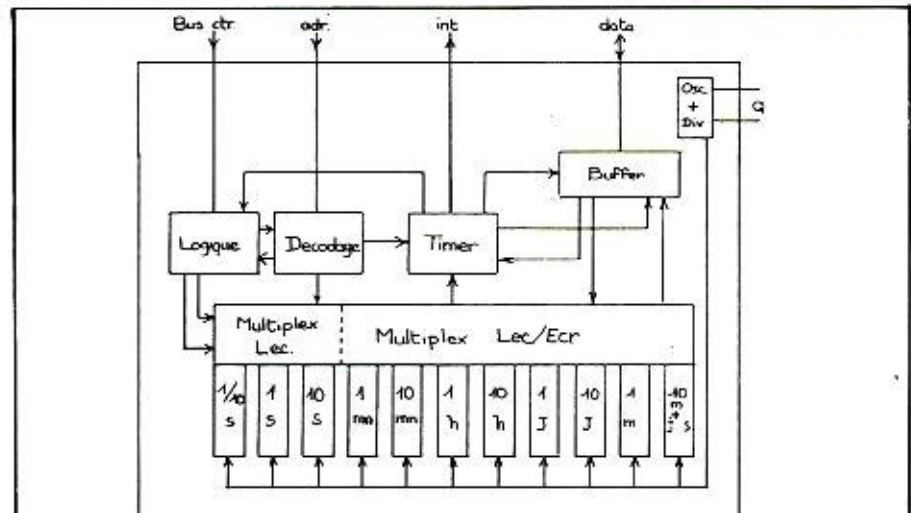 Bus ctr. adr. int data
Osc.
+
Div
Q
Buffer
Logique Decodage Timer
Multiplex
Lec.
Multiplex Lec/Ecr
1/10 1 10 1 10 1 10 1 10 1 10
s s s mn mn h h J J m m
s